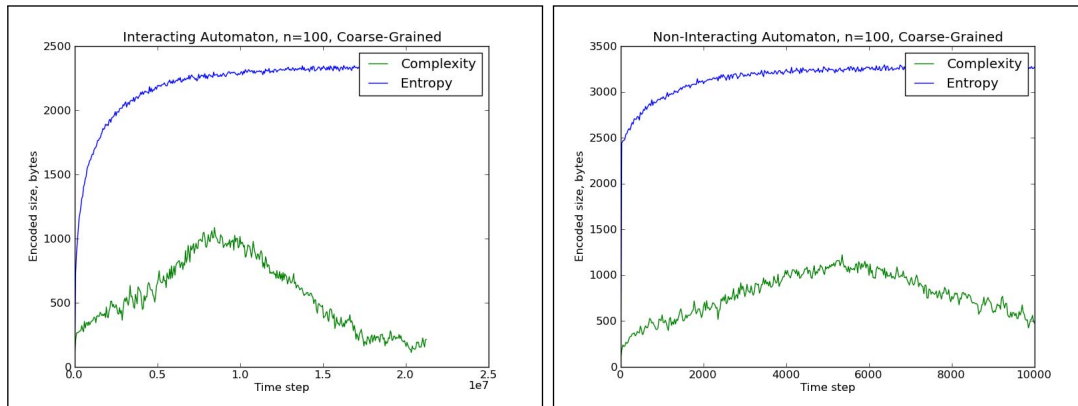 Interacting Automaton, n=100, Coarse-Grained
Complexity
Entropy
Encoded size, bytes
2500
2000
1500
1000
500
0
0.0
0.5
1.0
1.5
2.0
2.5
1e7
Time step
Non-Interacting Automaton, n=100, Coarse-Grained
Complexity
Entropy
Encoded size, bytes
3500
3000
2500
3000
1500
1000
500
0
0
2000
4000
6000
8000
10000
Time step